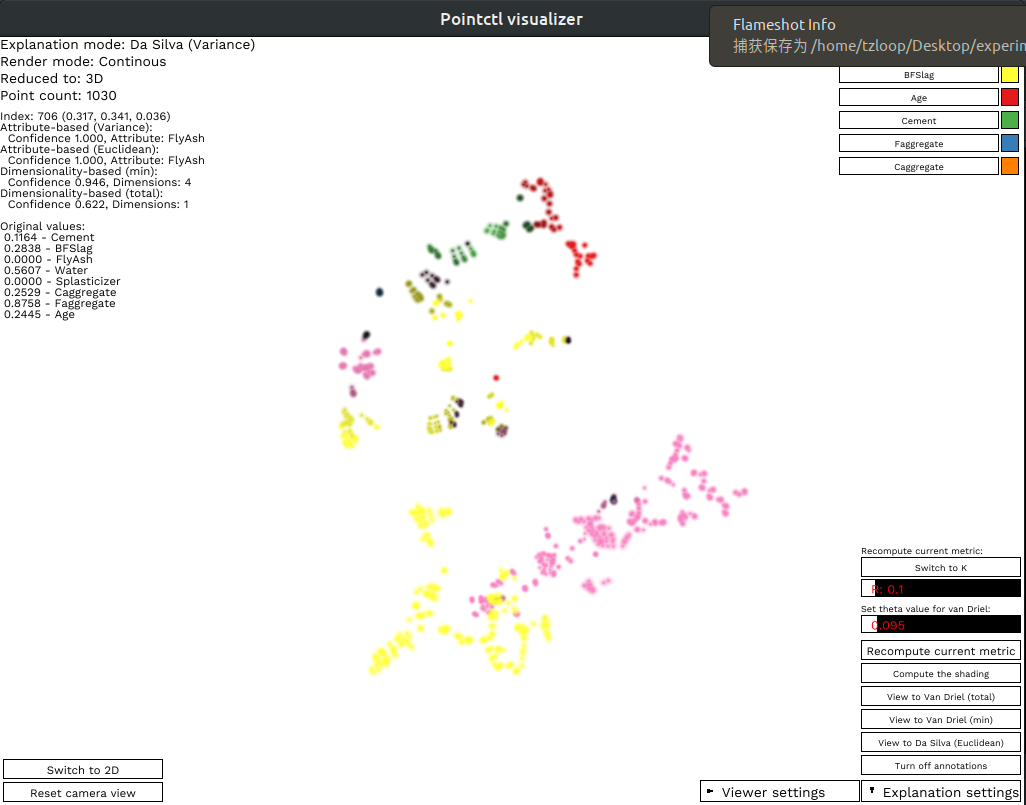 Pointctl visualizer
Flameshot Info
捕获保存为 /home/tzloop/Desktop/experim
Explanation mode: Da Silva (Variance)
Render mode: Continous
Reduced to: 3D
Point count: 1030
Index: 706 (0.317, 0.341, 0.036)
Attribute-based (Variance):
Confidence 1.000, Attribute: FlyAsh
Attribute-based (Euclidean):
Confidence 1.000, Attribute: FlyAsh
Dimensionality-based (min):
Confidence 0.946, Dimensions: 4
Dimensionality-based (total):
Confidence 0.622, Dimensions: 1
Original values:
0.1164 - Cement
0.2838 - BFSlag
0.0000 - FlyAsh
0.5607 - Water
0.0000 - Splasticizer
0.2529 - Caggregate
0.8758 - Faggregate
0.2445 - Age
BFSlag
Age
Cement
Faggregate
Caggregate
Recompute current metric:
Switch to K
R: 0.1
Set theta value for van Driel:
0.095
Recompute current metric
Compute the shading
View to Van Driel (total)
View to Van Driel (min)
View to Da Silva (Euclidean)
Turn off annotations
Switch to 2D
Reset camera view
Viewer settings
Explanation settings